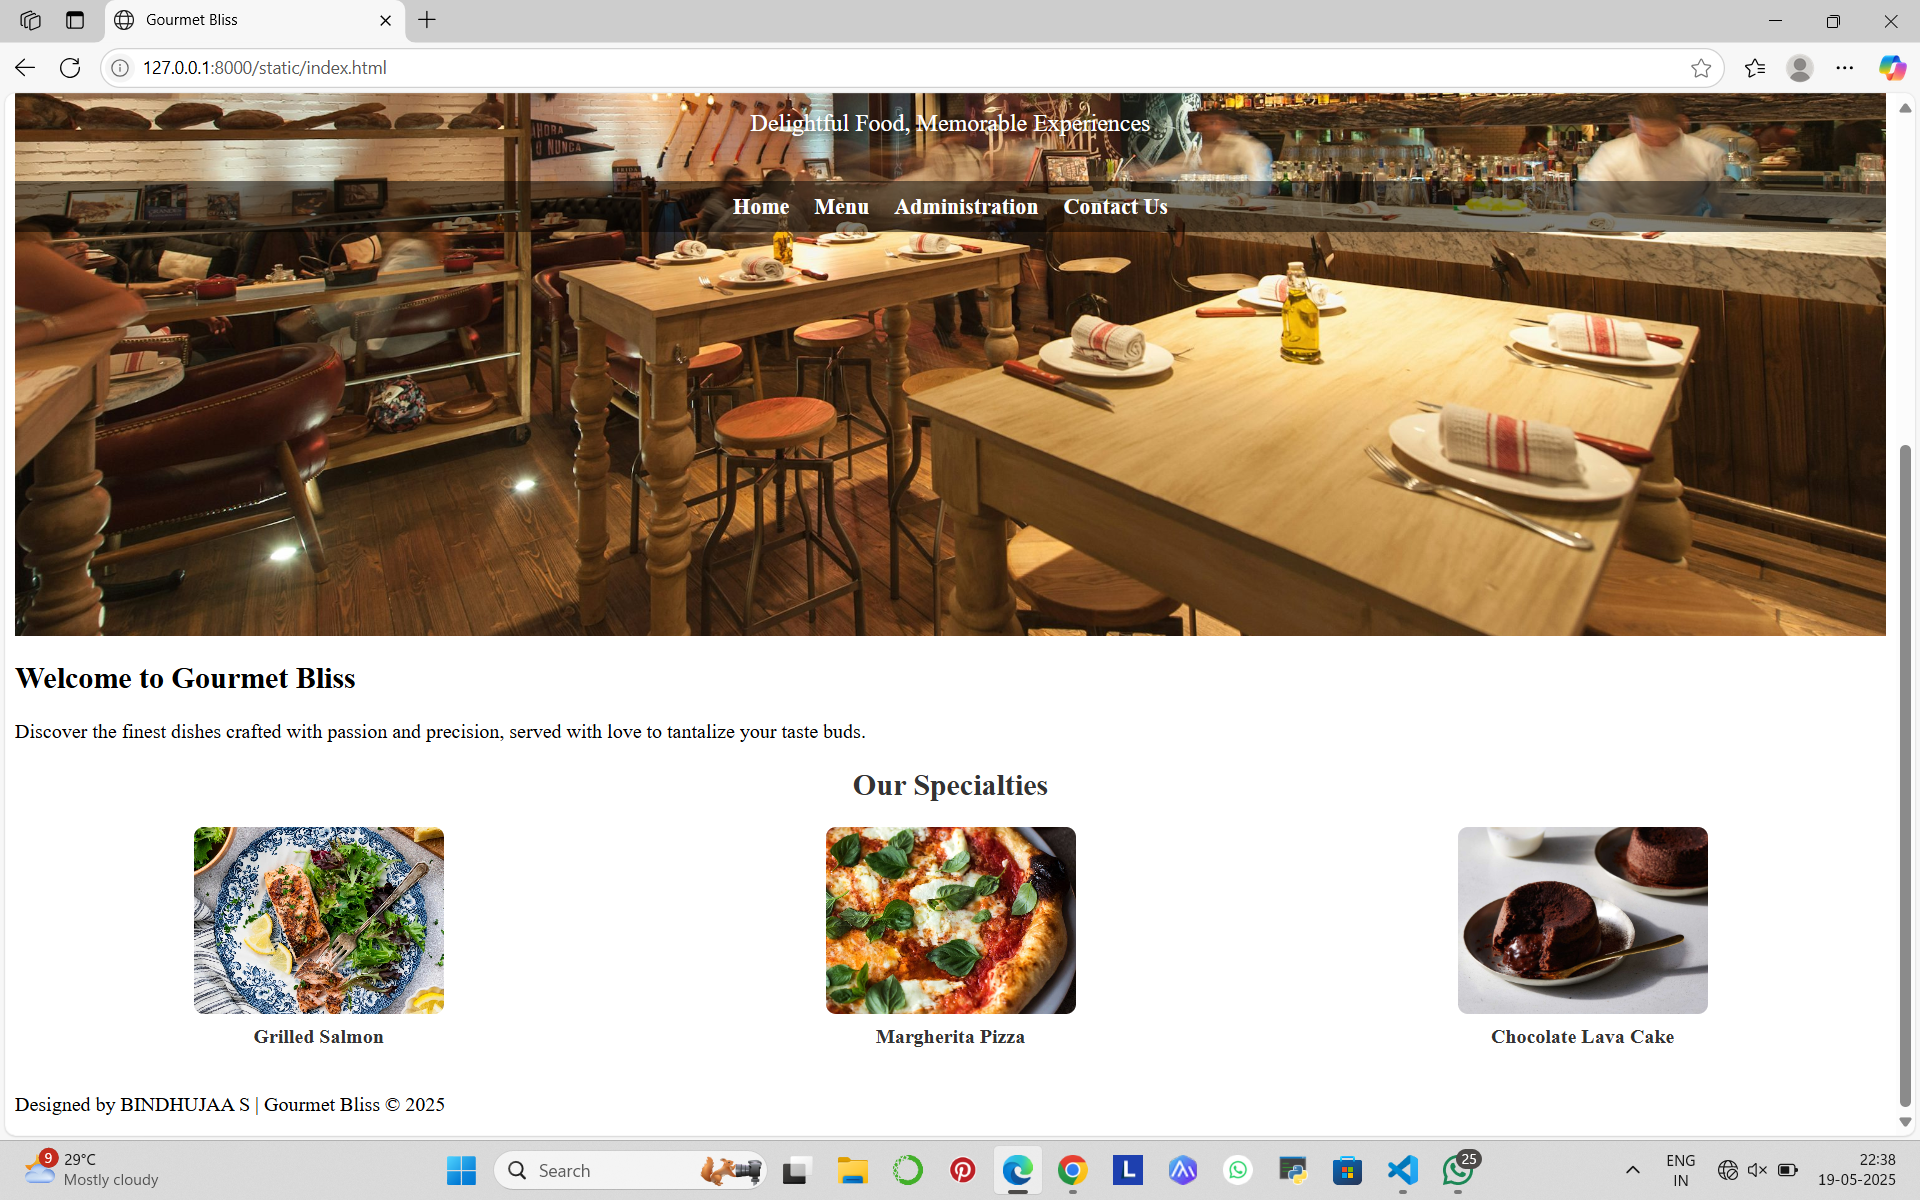 Gourmet Bliss
127.0.0.1:8000/static/index.html
AHORA
O NUNCA
Delightful Food, Memorable Experiences
Home Menu Administration Contact Us
Welcome to Gourmet Bliss
Discover the finest dishes crafted with passion and precision, served with love to tantalize your taste buds.
Our Specialties
Grilled Salmon Margherita Pizza Chocolate Lava Cake
Designed by BINDHUJAA S | Gourmet Bliss © 2025
9
29°C
Mostly cloudy
Search
L
25
ENG
IN
22:38
19-05-2025